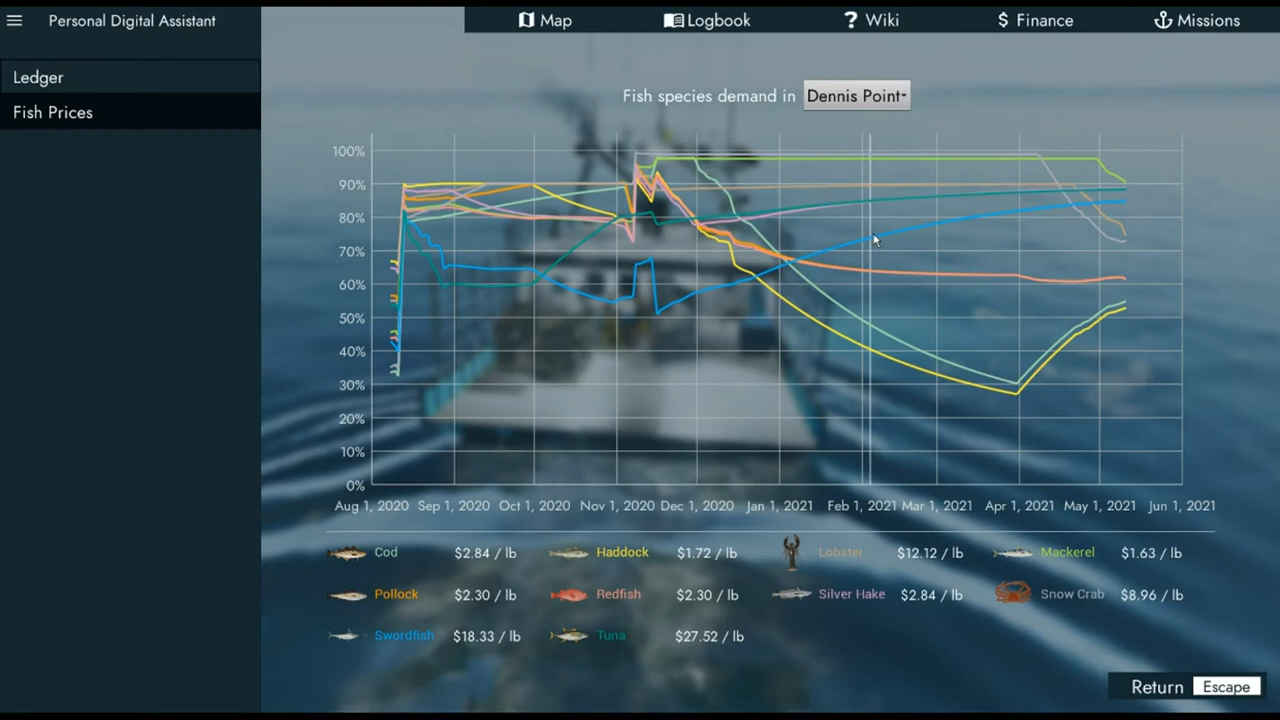 Personal Digital Assistant
Map
Logbook
? Wiki
$ Finance
Missions
Ledger
Fish Prices
Fish species demand in Dennis Point
100%
90%
80%
70%
60%
50%
40%
30%
20%
10%
0%
Aug 1, 2020 Sep 1, 2020 Oct 1, 2020 Nov 1, 2020 Dec 1, 2020 Jan 1, 2021 Feb 1, 2021 Mar 1, 2021 Apr 1, 2021 May 1, 2021 Jun 1, 2021
Cod $2.84 / lb Haddock $1.72 / lb Lobster $12.12 / lb Mackerel $1.63 / lb
Pollock $2.30 / lb Redfish $2.30 / lb Silver Hake $2.84 / lb Snow Crab $8.96 / lb
Swordfish $18.33 / lb Tuna $27.52 / lb
Return Escape